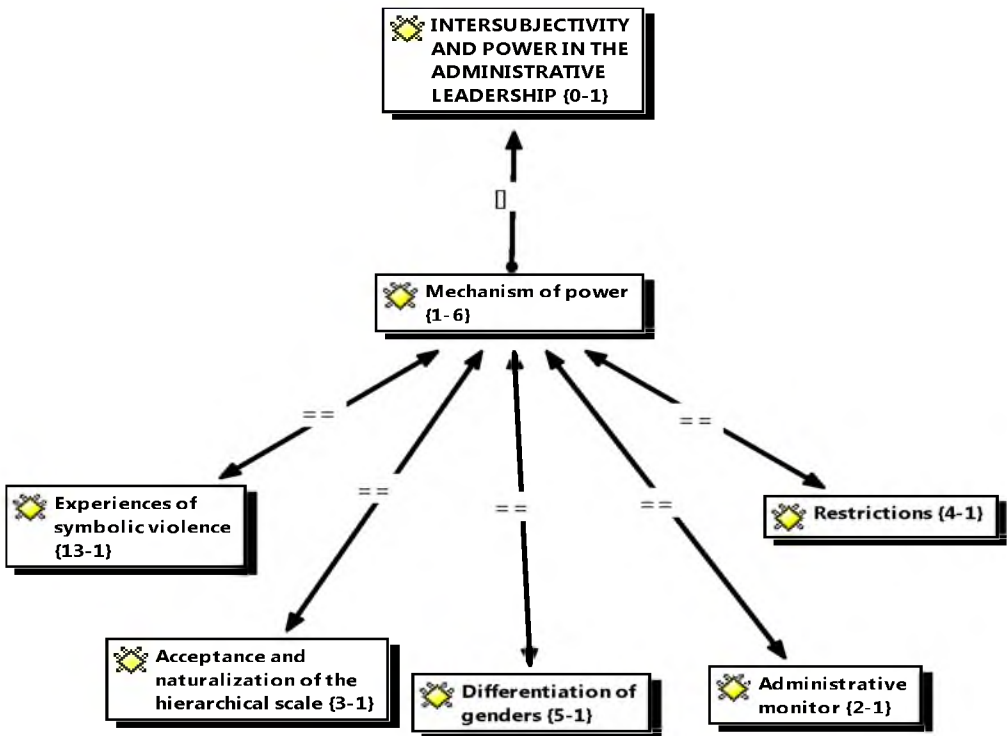 INTERSUBJECTIVITY
AND POWER IN THE
ADMINISTRATIVE
LEADERSHIP {0-1}
[]
Mechanism of power
{1-6}
==
==
==
==
==
Experiences of
symbolic violence
{13-1}
Restrictions {4-1}
Acceptance and
naturalization of the
hierarchical scale {3-1}
Differentiation of
genders {5-1}
Administrative
monitor {2-1}